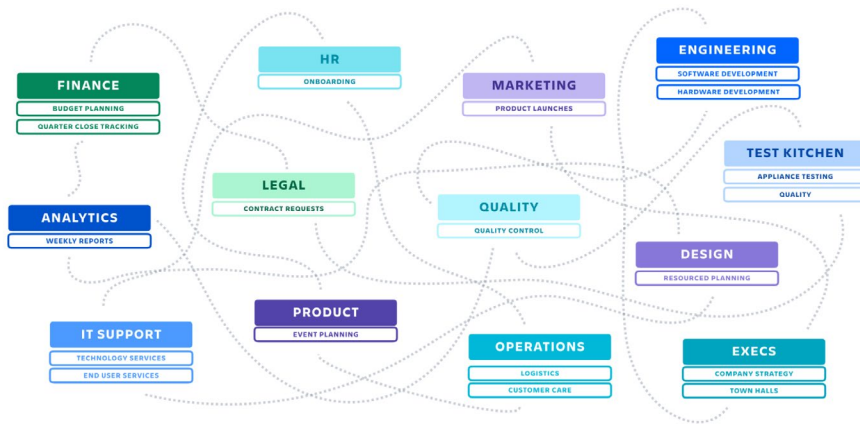 FINANCE
BUDGET PLANNING
QUARTER CLOSE TRACKING
HR
ONBOARDING
MARKETING
PRODUCT LAUNCHES
ENGINEERING
SOFTWARE DEVELOPMENT
HARDWARE DEVELOPMENT
TEST KITCHEN
APPLIANCE TESTING
QUALITY
LEGAL
CONTRACT REQUESTS
ANALYTICS
WEEKLY REPORTS
QUALITY
QUALITY CONTROL
DESIGN
RESOURCED PLANNING
IT SUPPORT
TECHNOLOGY SERVICES
END USER SERVICES
PRODUCT
EVENT PLANNING
OPERATIONS
LOGISTICS
CUSTOMER CARE
EXECS
COMPANY STRATEGY
TOWN HALLS